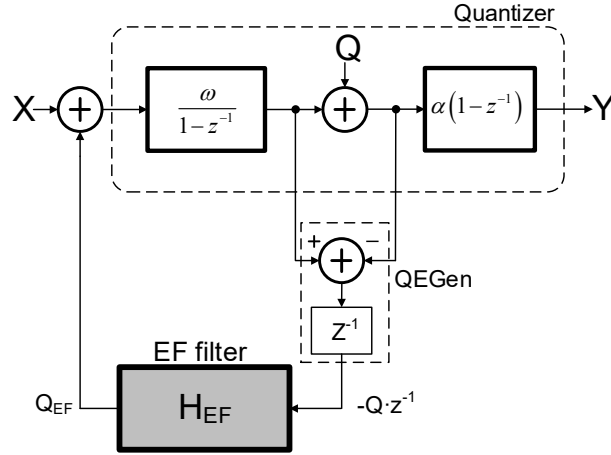 Quantizer
Q
X
+
ω / 1−z⁻¹
+
α(1−z⁻¹)
Y
+ −
+
QEGen
Z⁻¹
EF filter
Q_EF
H_EF
-Q·z⁻¹